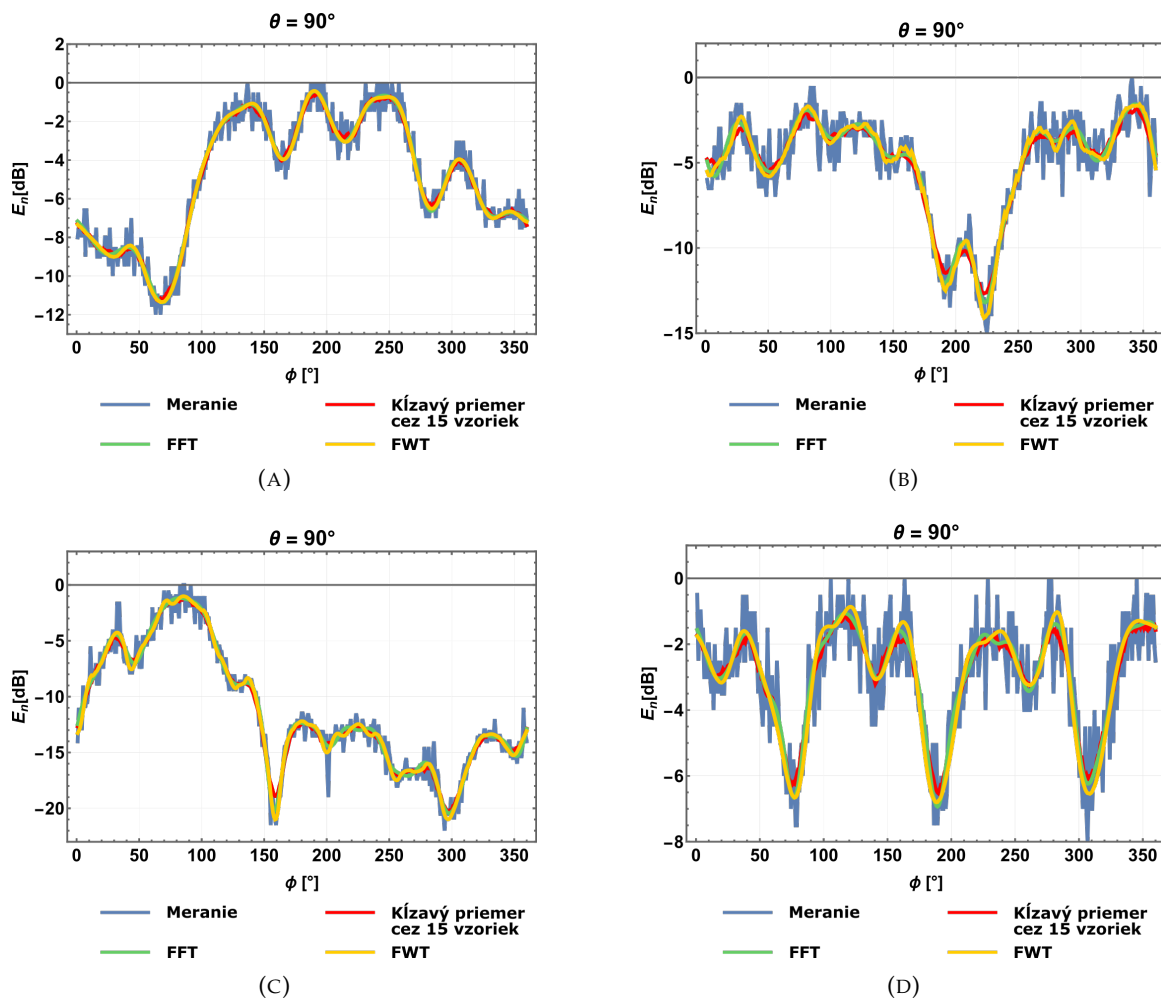 θ = 90°
2
0
−2
−4
−6
−8
−10
−12
En[dB]
0 50 100 150 200 250 300 350
ϕ [°]
Meranie
Kĺzavý priemer
cez 15 vzoriek
FFT
FWT
(A)
θ = 90°
0
−5
−10
−15
En[dB]
0 50 100 150 200 250 300 350
ϕ [°]
Meranie
Kĺzavý priemer
cez 15 vzoriek
FFT
FWT
(B)
θ = 90°
0
−5
−10
−15
−20
En[dB]
0 50 100 150 200 250 300 350
ϕ [°]
Meranie
Kĺzavý priemer
cez 15 vzoriek
FFT
FWT
(C)
θ = 90°
0
−2
−4
−6
−8
En[dB]
0 50 100 150 200 250 300 350
ϕ [°]
Meranie
Kĺzavý priemer
cez 15 vzoriek
FFT
FWT
(D)